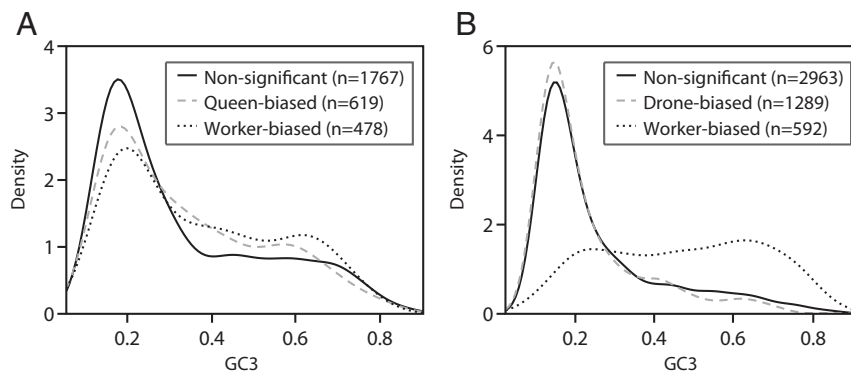 A
Density
4
3
2
1
0
Non-significant (n=1767)
Queen-biased (n=619)
Worker-biased (n=478)
0.2 0.4 0.6 0.8
GC3
B
Density
6
4
2
0
Non-significant (n=2963)
Drone-biased (n=1289)
Worker-biased (n=592)
0.2 0.4 0.6 0.8
GC3